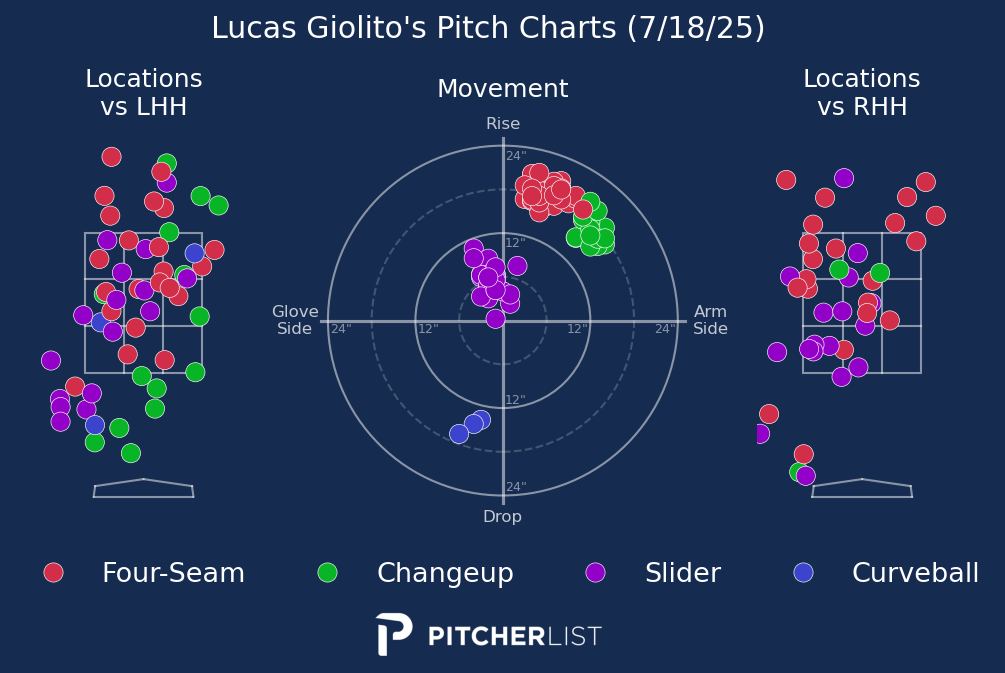 Lucas Giolito's Pitch Charts (7/18/25)
Locations
vs LHH
Movement
Locations
vs RHH
Rise
24"
12"
Glove
Side
24"
12"
12"
24"
Arm
Side
12"
24"
Drop
Four-Seam
Changeup
Slider
Curveball
PITCHERLIST